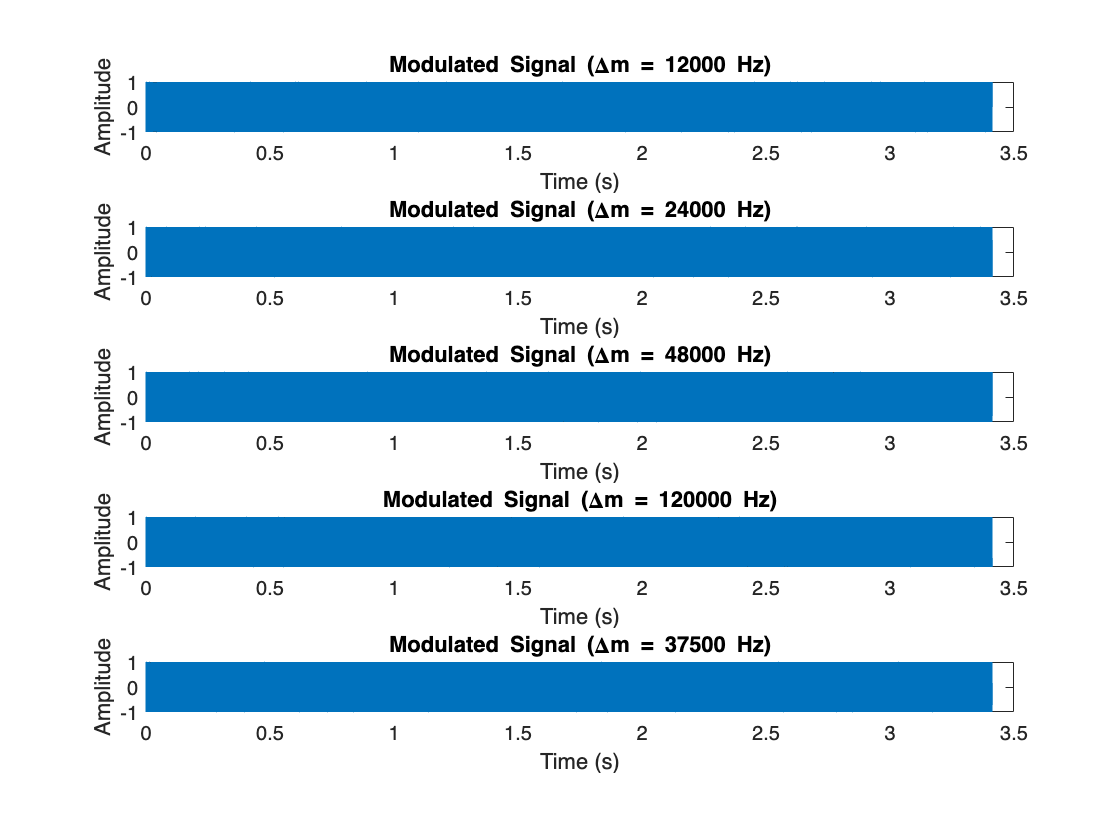 Modulated Signal (Δm = 12000 Hz)
Amplitude
1
0
-1
0 0.5 1 1.5 2 2.5 3 3.5
Time (s)
Modulated Signal (Δm = 24000 Hz)
Amplitude
1
0
-1
0 0.5 1 1.5 2 2.5 3 3.5
Time (s)
Modulated Signal (Δm = 48000 Hz)
Amplitude
1
0
-1
0 0.5 1 1.5 2 2.5 3 3.5
Time (s)
Modulated Signal (Δm = 120000 Hz)
Amplitude
1
0
-1
0 0.5 1 1.5 2 2.5 3 3.5
Time (s)
Modulated Signal (Δm = 37500 Hz)
Amplitude
1
0
-1
0 0.5 1 1.5 2 2.5 3 3.5
Time (s)